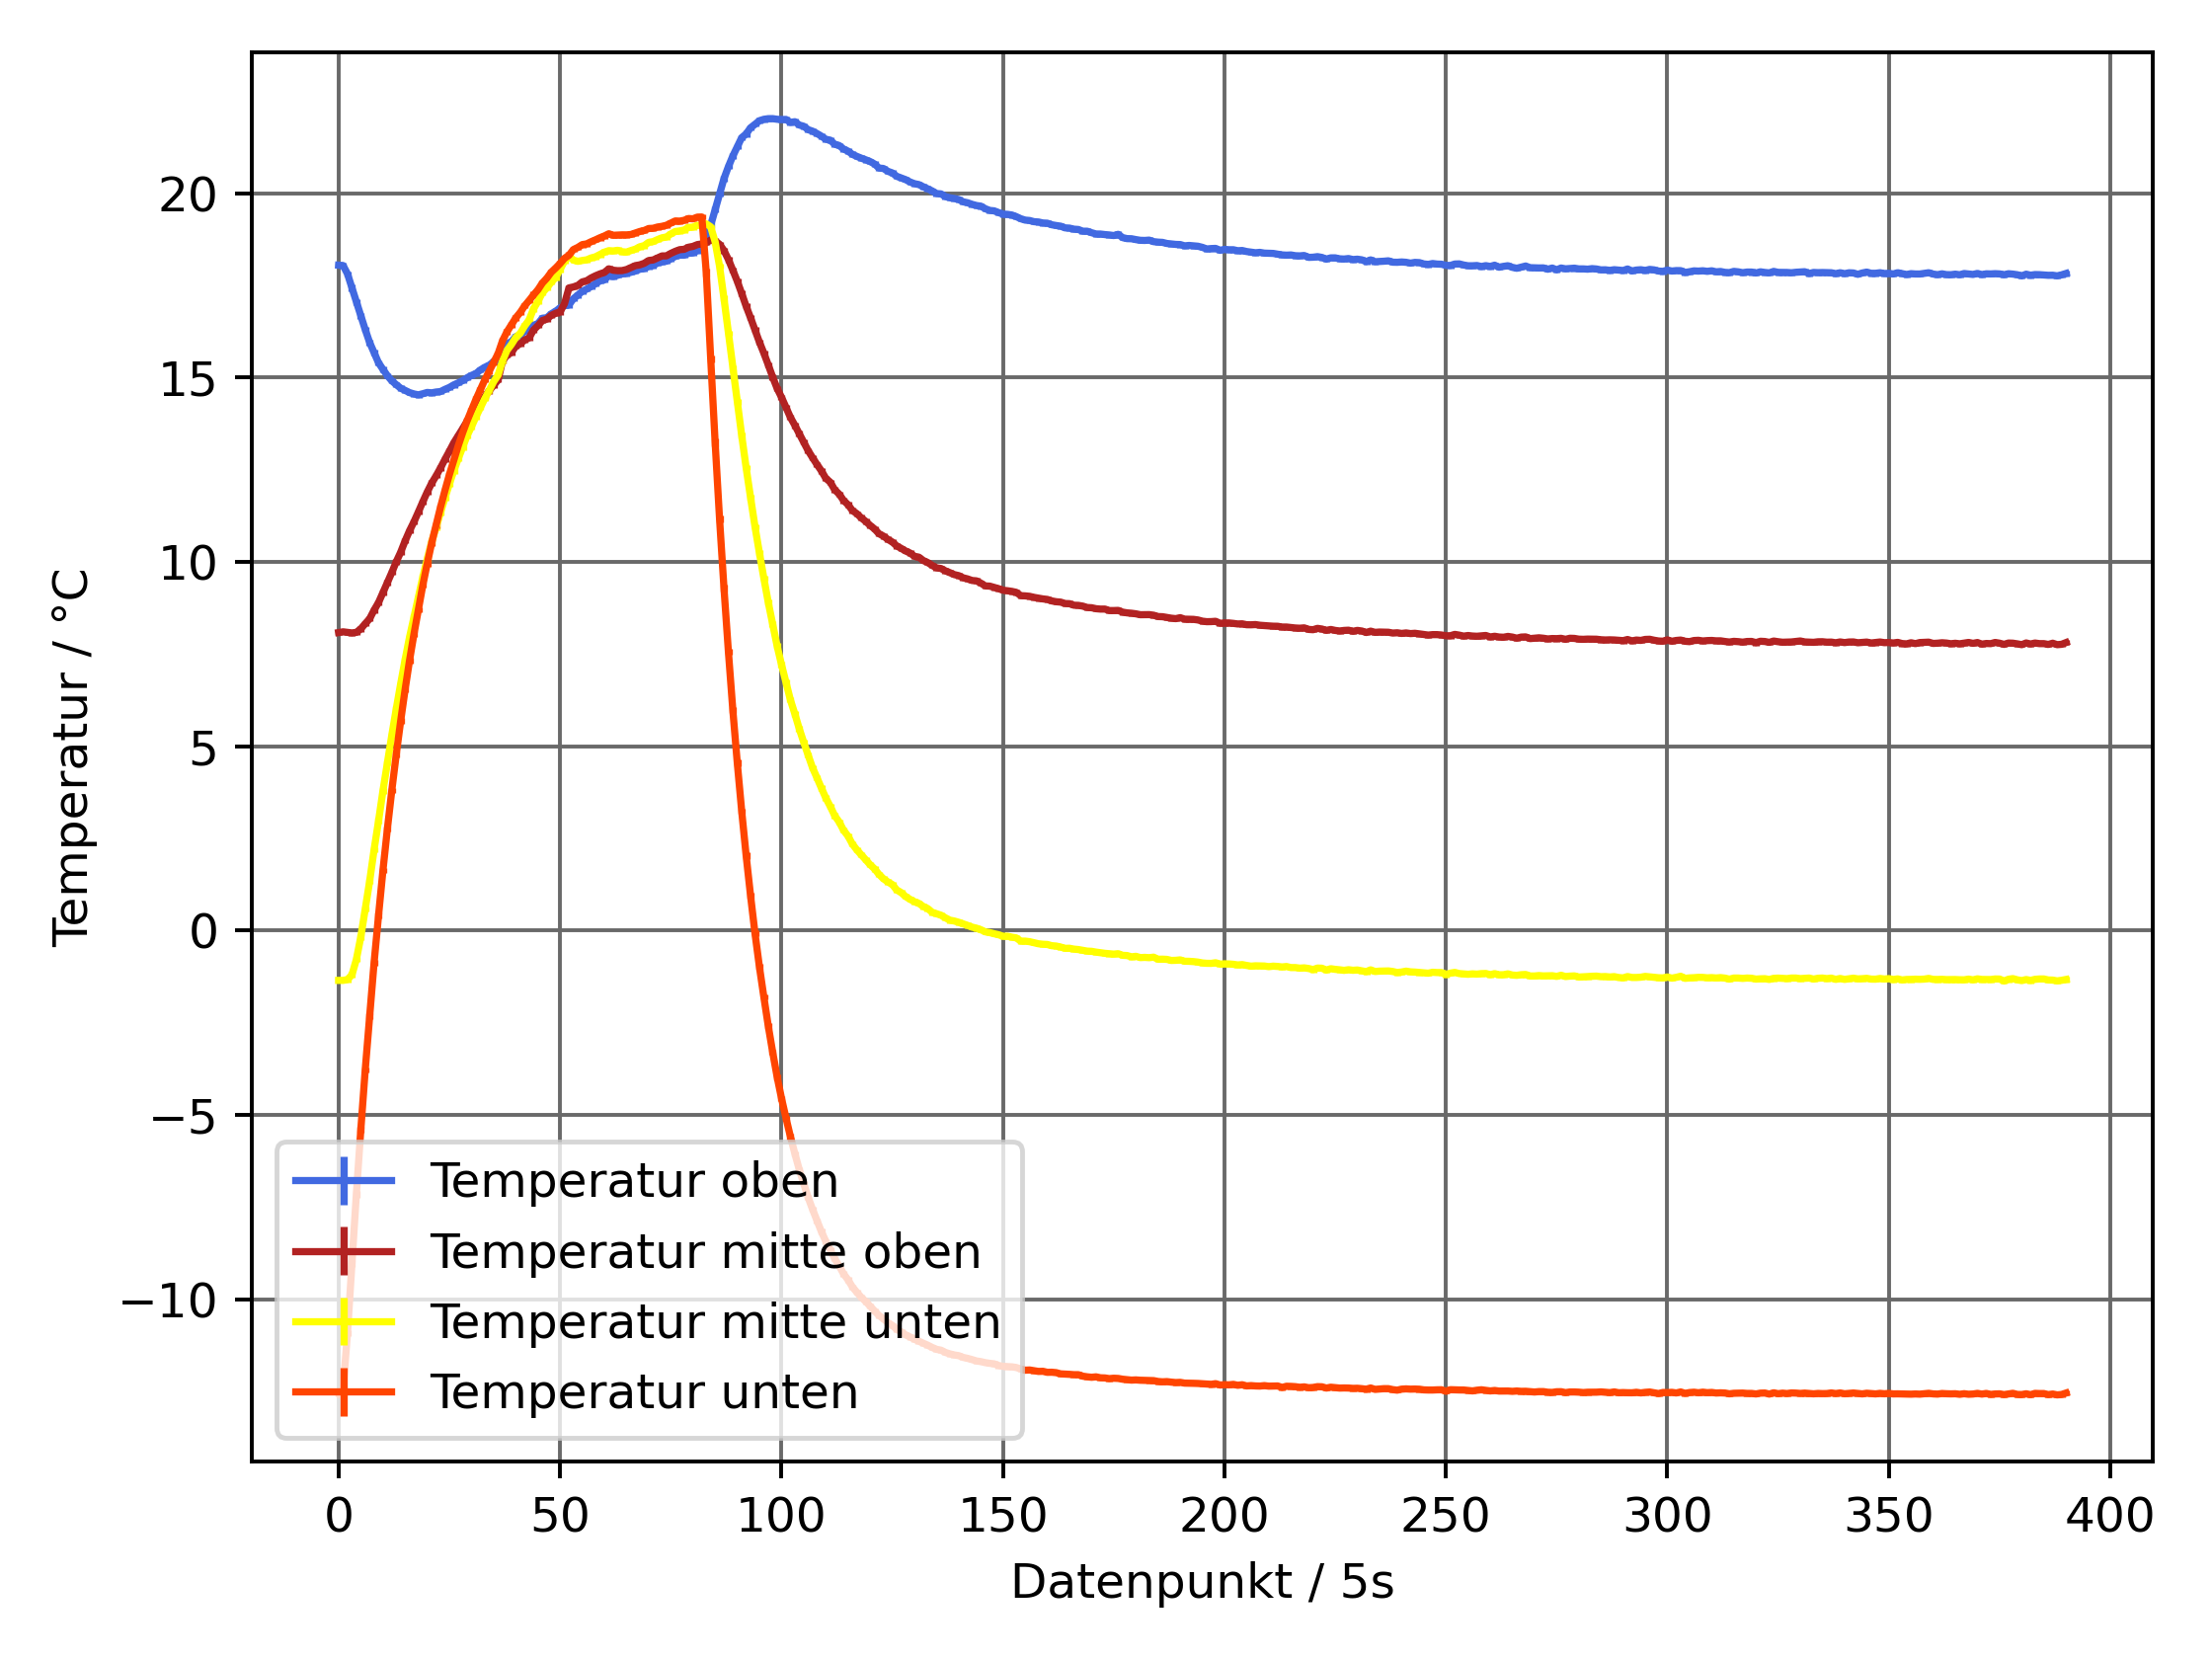 Temperatur / °C
20
15
10
5
0
−5
−10
Temperatur oben
Temperatur mitte oben
Temperatur mitte unten
Temperatur unten
0 50 100 150 200 250 300 350 400
Datenpunkt / 5s